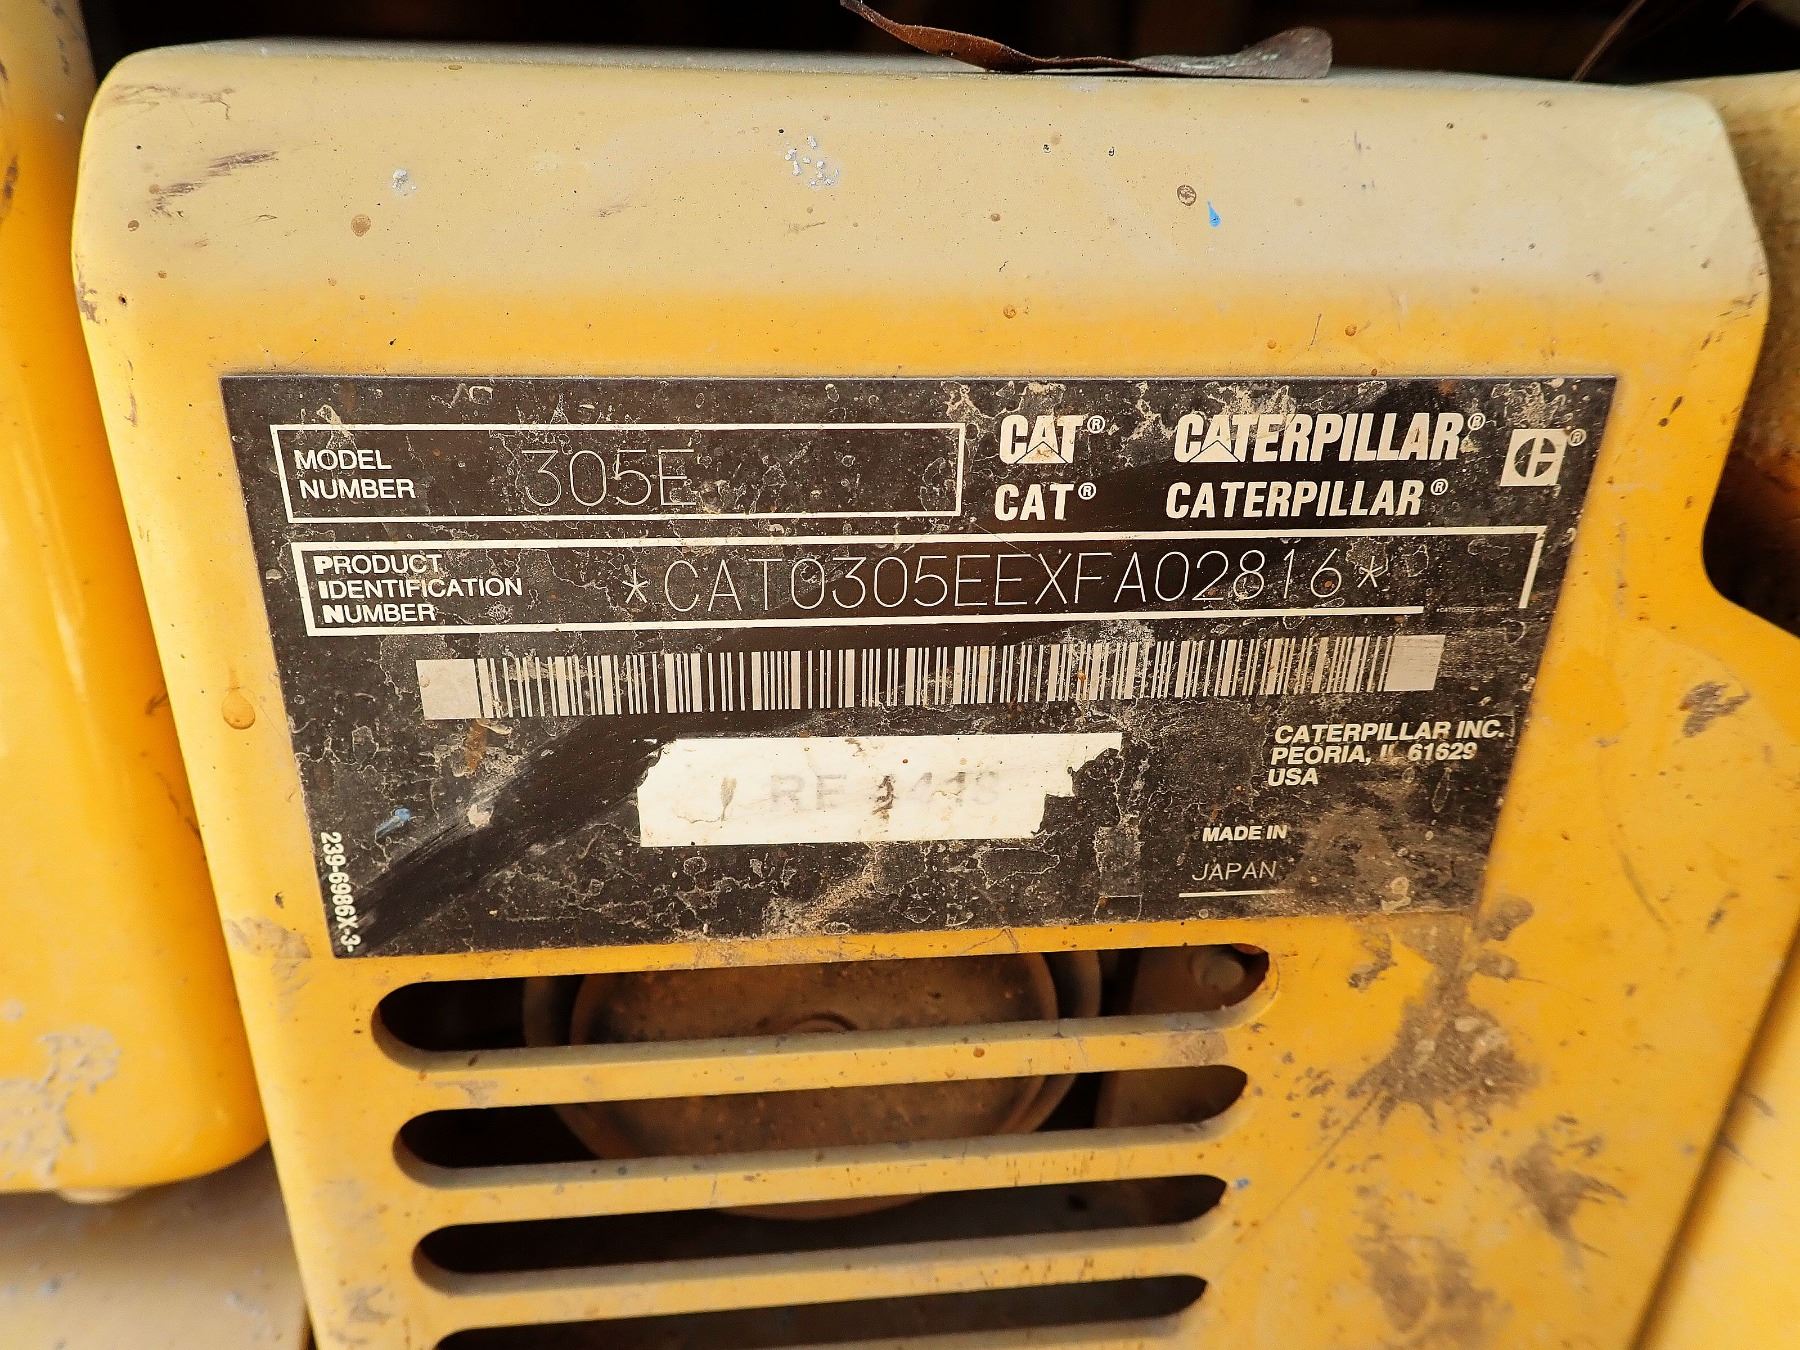 MODEL
NUMBER
305E
CAT® CATERPILLAR®
CAT® CATERPILLAR®
PRODUCT
IDENTIFICATION
NUMBER
*CAT0305EEXFA02816*
CATERPILLAR INC.
PEORIA, IL 61629
USA
MADE IN
JAPAN
239-6986X-3-
RE